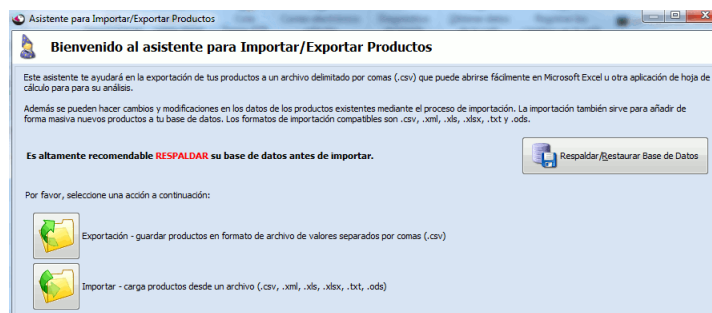 Asistente para Importar/Exportar Productos
Bienvenido al asistente para Importar/Exportar Productos
Este asistente te ayudará en la exportación de tus productos a un archivo delimitado por comas (.csv) que puede abrirse fácilmente en Microsoft Excel u otra aplicación de hoja de
cálculo para para su análisis.
Además se pueden hacer cambios y modificaciones en los datos de los productos existentes mediante el proceso de importación. La importación también sirve para añadir de
forma masiva nuevos productos a tu base de datos. Los formatos de importación compatibles son .csv, .xml, .xls, .xlsx, .txt y .ods.
Es altamente recomendable RESPALDAR su base de datos antes de importar.
Respaldar/Restaurar Base de Datos
Por favor, seleccione una acción a continuación:
Exportación - guardar productos en formato de archivo de valores separados por comas (.csv)
Importar - carga productos desde un archivo (.csv, .xml, .xls, .xlsx, .txt, .ods)